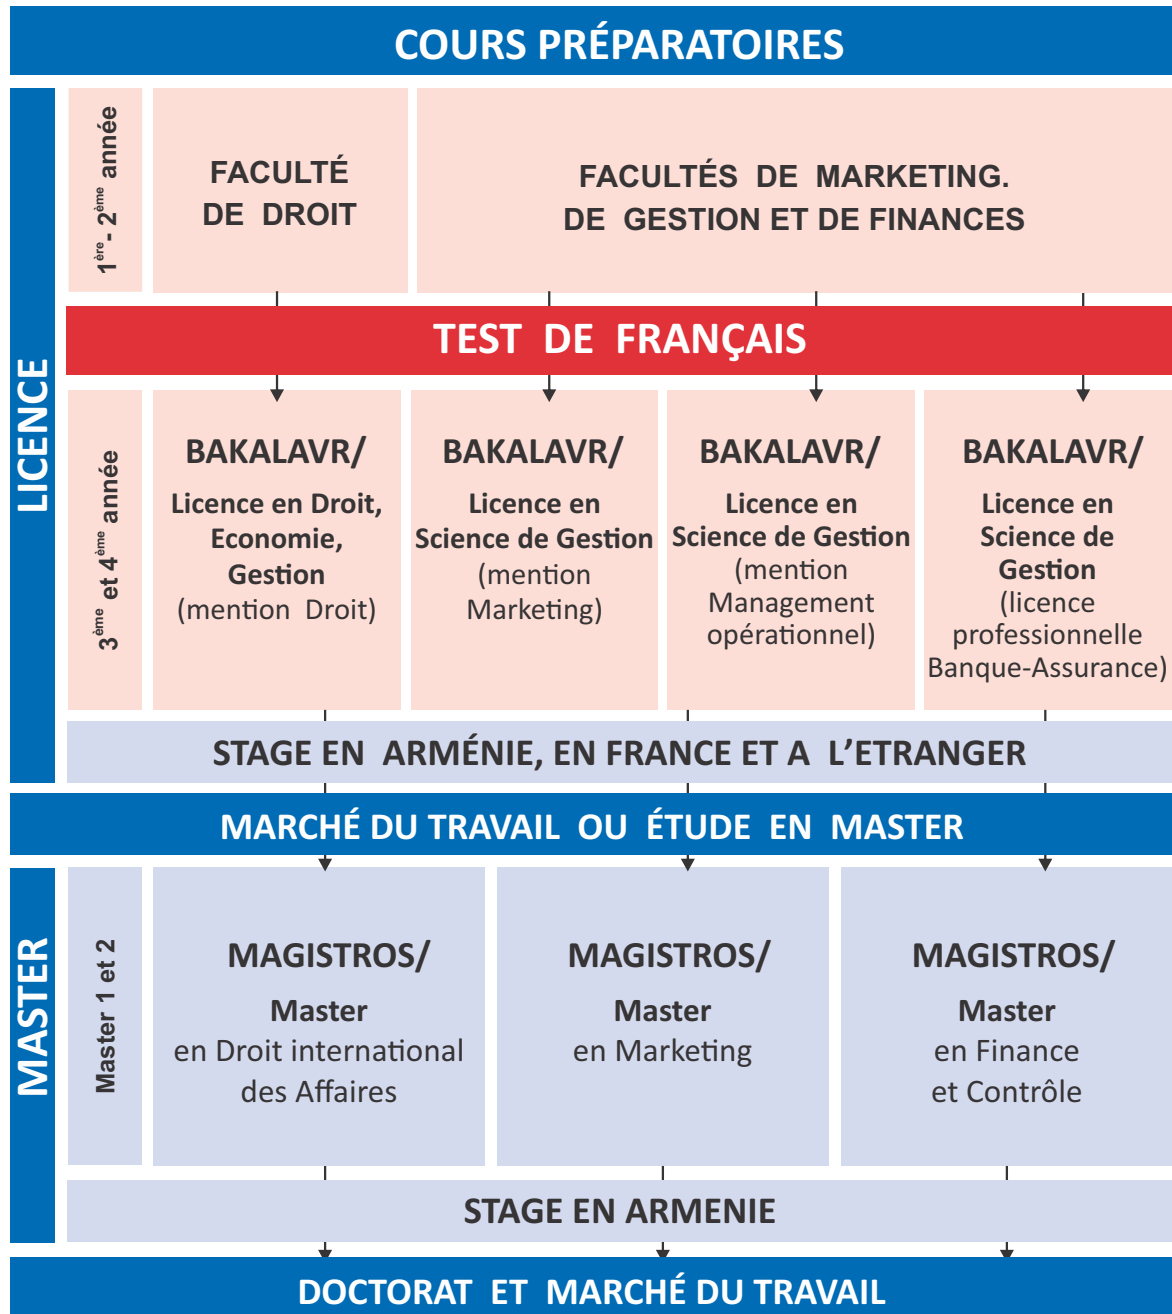 COURS PRÉPARATOIRES
LICENCE
1ère- 2ème année
FACULTÉ
DE DROIT
FACULTÉS DE MARKETING.
DE GESTION ET DE FINANCES
TEST DE FRANÇAIS
3ème et 4ème année
BAKALAVR/
Licence en Droit,
Economie,
Gestion
(mention Droit)
BAKALAVR/
Licence en
Science de Gestion
(mention
Marketing)
BAKALAVR/
Licence en
Science de Gestion
(mention
Management
opérationnel)
BAKALAVR/
Licence en
Science de
Gestion
(licence
professionnelle
Banque-Assurance)
STAGE EN ARMÉNIE, EN FRANCE ET A L’ETRANGER
MARCHÉ DU TRAVAIL OU ÉTUDE EN MASTER
MASTER
Master 1 et 2
MAGISTROS/
Master
en Droit international
des Affaires
MAGISTROS/
Master
en Marketing
MAGISTROS/
Master
en Finance
et Contrôle
STAGE EN ARMENIE
DOCTORAT ET MARCHÉ DU TRAVAIL